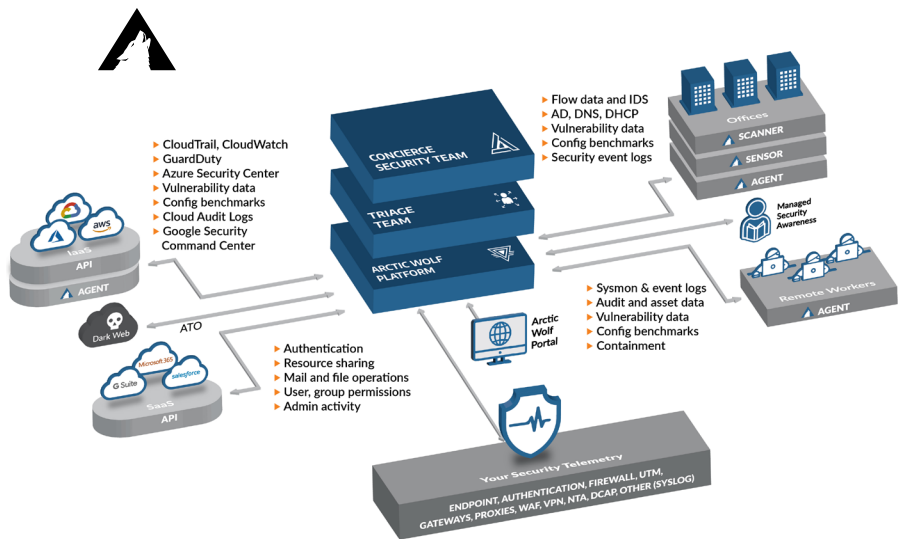 CloudTrail, CloudWatch
GuardDuty
Azure Security Center
Vulnerability data
Config benchmarks
Cloud Audit Logs
Google Security
Command Center
aws
IaaS
API
AGENT
Dark Web
ATO
Microsoft 365
G Suite
salesforce
SaaS
API
Authentication
Resource sharing
Mail and file operations
User, group permissions
Admin activity
CONCIERGE
SECURITY TEAM
TRIAGE
TEAM
ARCTIC WOLF
PLATFORM
Flow data and IDS
AD, DNS, DHCP
Vulnerability data
Config benchmarks
Security event logs
Offices
SCANNER
SENSOR
AGENT
Managed
Security
Awareness
Remote Workers
AGENT
Sysmon & event logs
Audit and asset data
Vulnerability data
Config benchmarks
Containment
Arctic
Wolf
Portal
Your Security Telemetry
ENDPOINT, AUTHENTICATION, FIREWALL, UTM,
GATEWAYS, PROXIES, WAF, VPN, NTA, DCAP, OTHER (SYSLOG)